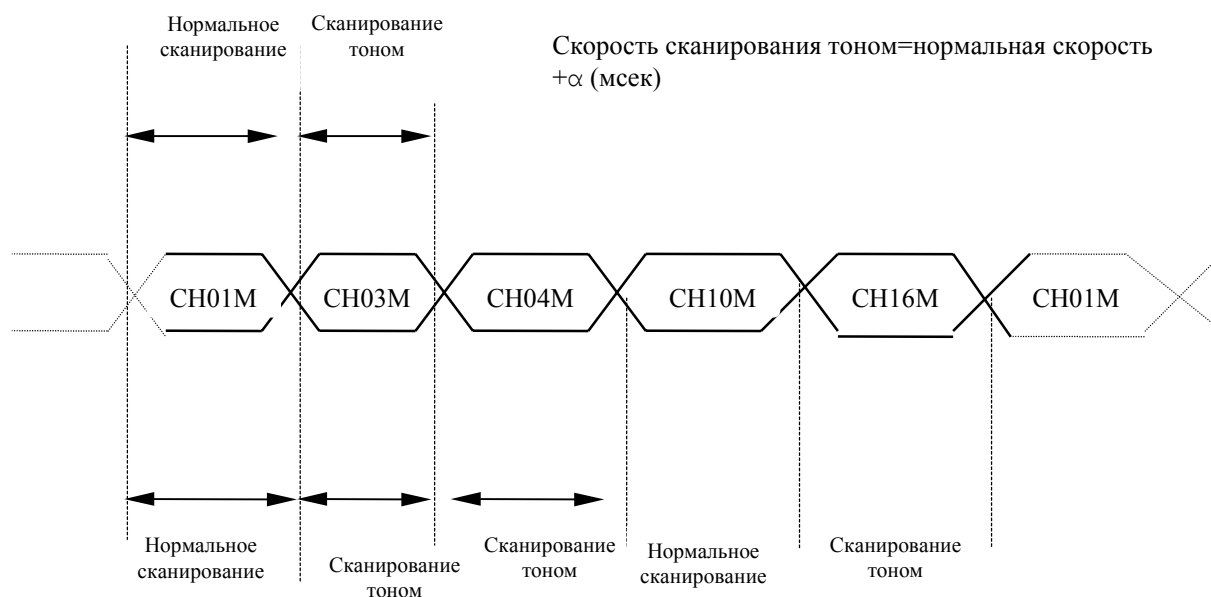 Нормальное
сканирование
Сканирование
тоном
Скорость сканирования тоном=нормальная скорость
+α (мсек)
CH01M
CH03M
CH04M
CH10M
CH16M
CH01M
Нормальное
сканирование
Сканирование
тоном
Сканирование
тоном
Нормальное
сканирование
Сканирование
тоном